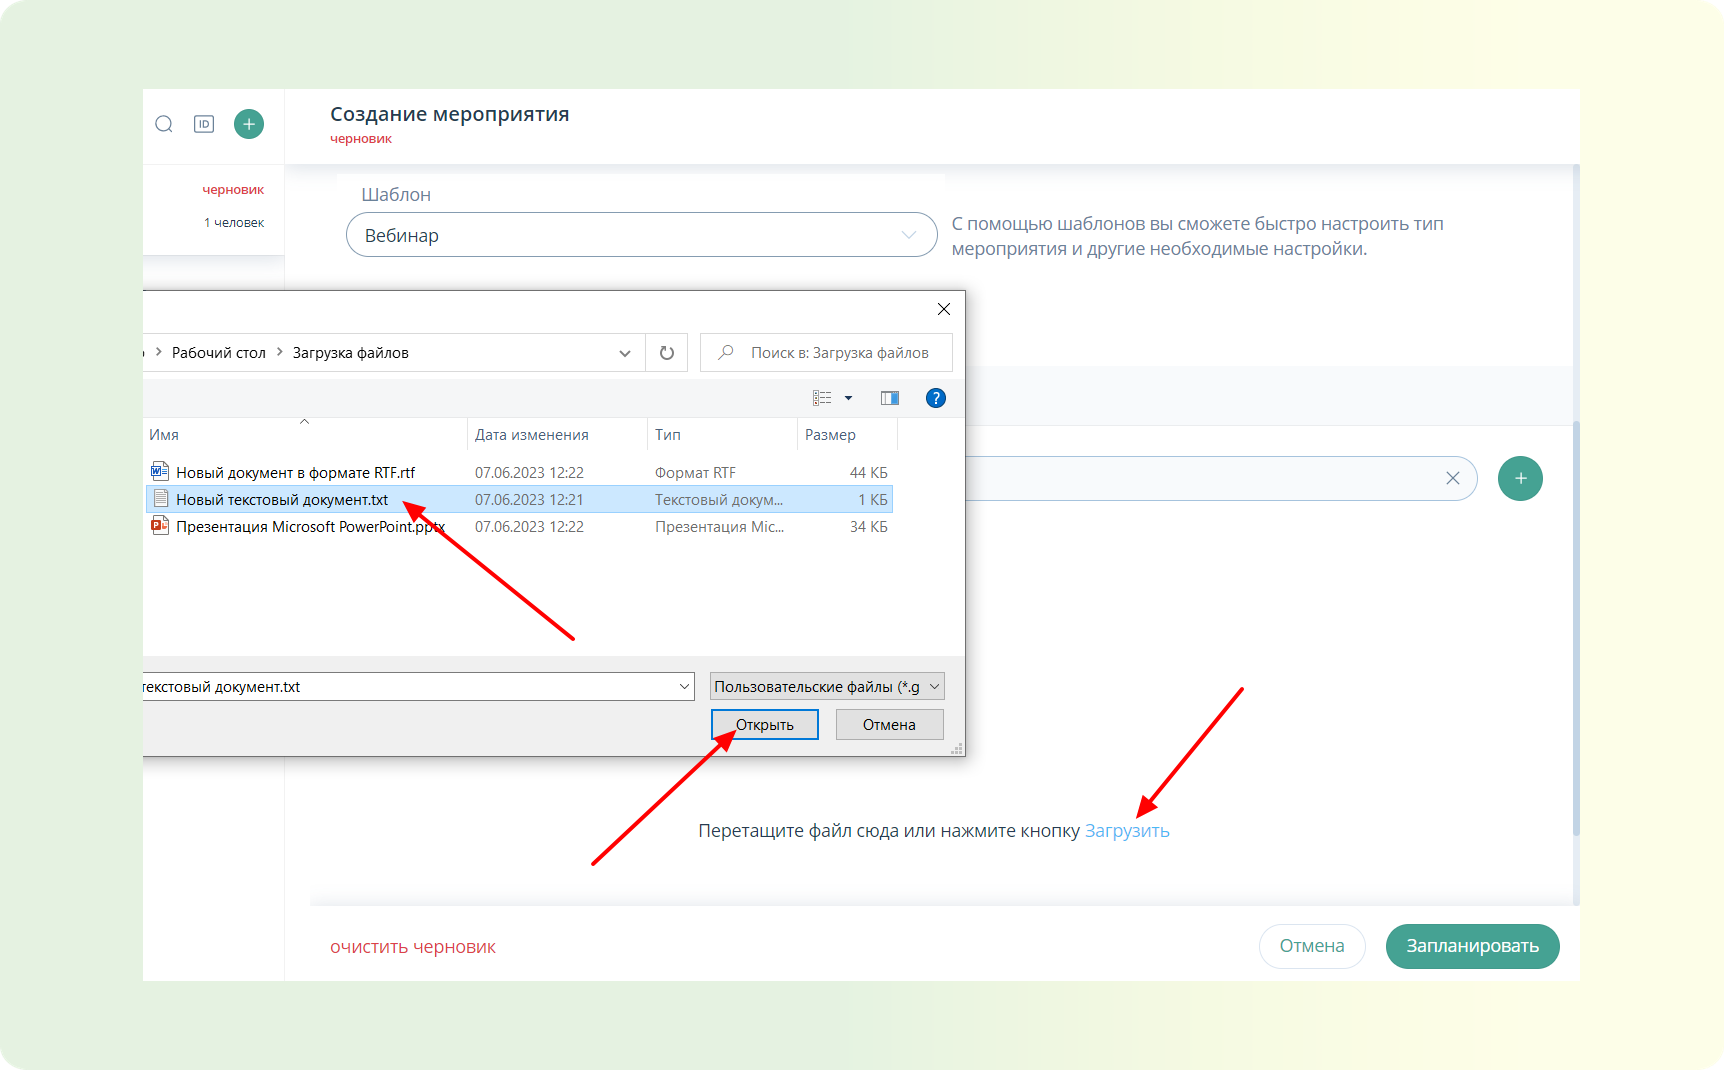 ID
+
Создание мероприятия
черновик
черновик
1 человек
Шаблон
Вебинар
С помощью шаблонов вы сможете быстро настроить тип
мероприятия и другие необходимые настройки.
Рабочий стол
Загрузка файлов
Поиск в: Загрузка файлов
?
Имя
Дата изменения
Тип
Размер
Новый документ в формате RTF.rtf
07.06.2023 12:22
Формат RTF
44 КБ
Новый текстовый документ.txt
07.06.2023 12:21
Текстовый докум...
1 КБ
Презентация Microsoft PowerPoint.pptx
07.06.2023 12:22
Презентация Mic...
34 КБ
+
текстовый документ.txt
Пользовательские файлы (*.g
Открыть
Отмена
Перетащите файл сюда или нажмите кнопку Загрузить
очистить черновик
Отмена
Запланировать